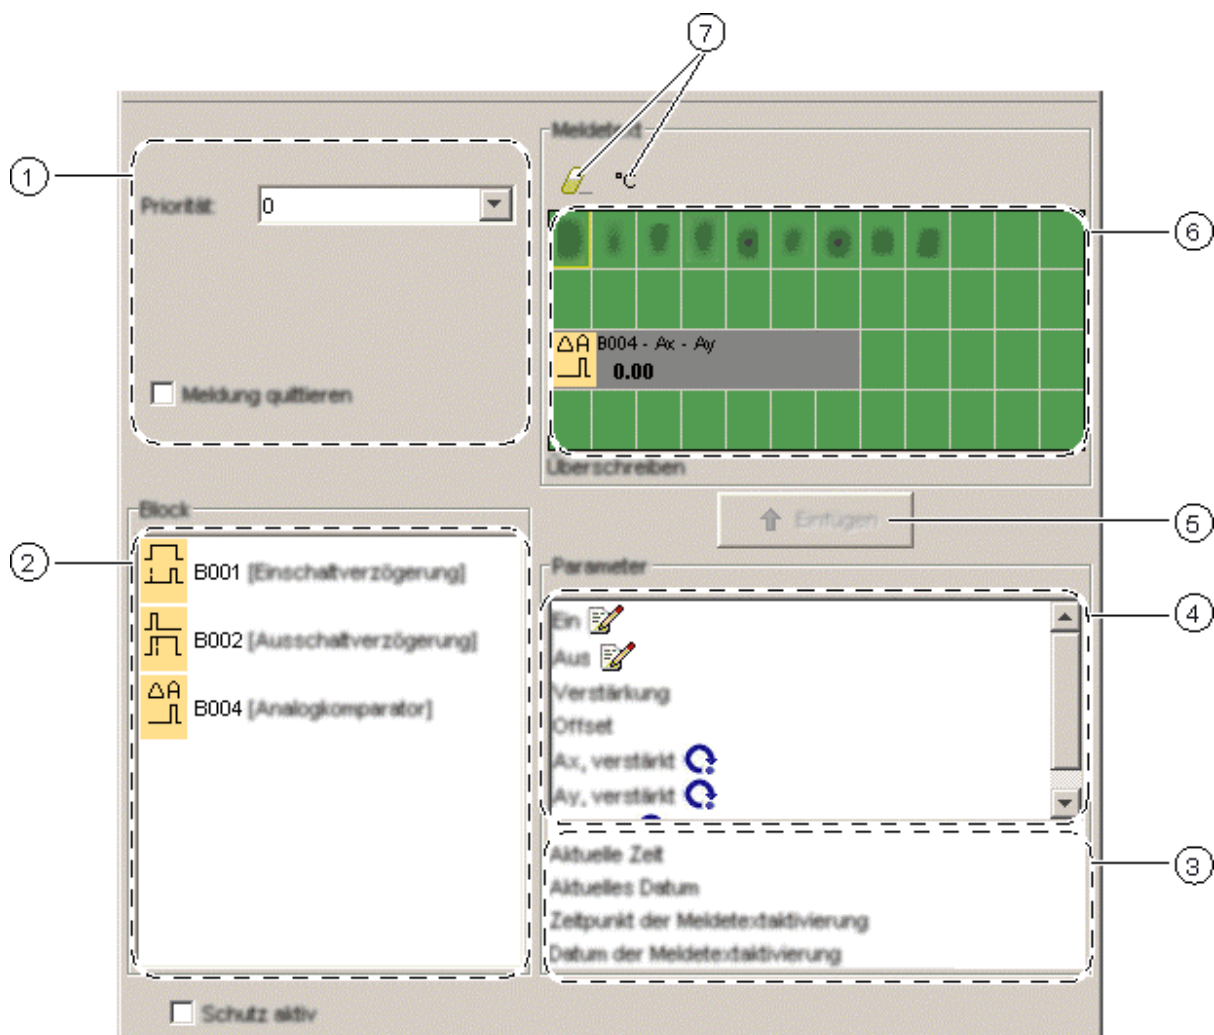 7
Meldetext
1
°C
Priorität:
0
6
B004 - Ax - Ay
0.00
Meldung quittieren
Überschreiben
Block
Einfügen
5
2
B001 [Einschaltverzögerung]
Parameter
Ein
4
B002 [Ausschaltverzögerung]
Aus
B004 [Analogkomparator]
Verstärkung
Offset
Ax, verstärkt
Ay, verstärkt
Aktuelle Zeit
3
Aktuelles Datum
Zeitpunkt der Meldetextaktivierung
Datum der Meldetextaktivierung
Schutz aktiv